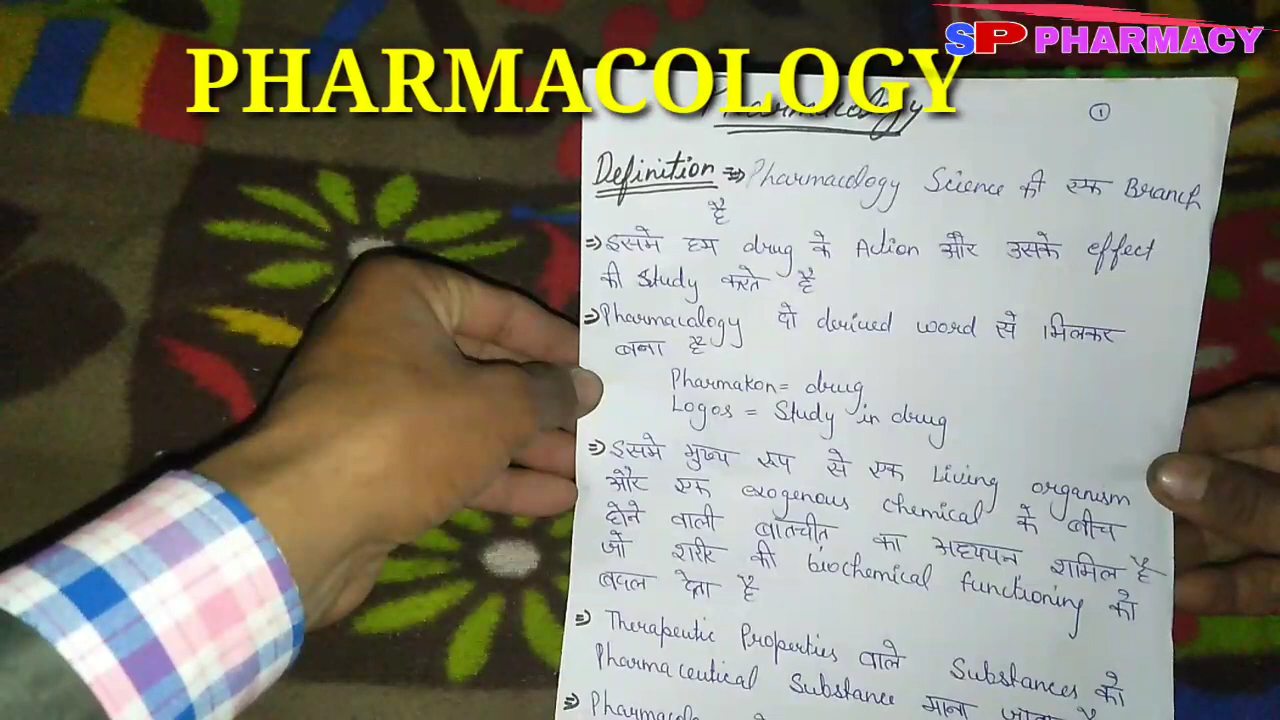 SP PHARMACY
PHARMACOLOGY
Pharmacology
1
Definition ⇒ Pharmacology Science की एक Branch
है
⇒ इसमे हम drug के Action और उसके effect
की study करते है
⇒ Pharmacology दो derived word से मिलकर
बना है
Pharmakon = drug
Logos = Study in drug
⇒ इसमे मुख्य रूप से एक Living organism
और एक exogenous chemical के बीच
होने वाली बातचीत का अध्ययन शामिल है
जो शरीर की biochemical functioning को
बदल देता है
⇒ Therapeutic Properties वाले Substances को
Pharmaceutical Substance माना जाता है
⇒